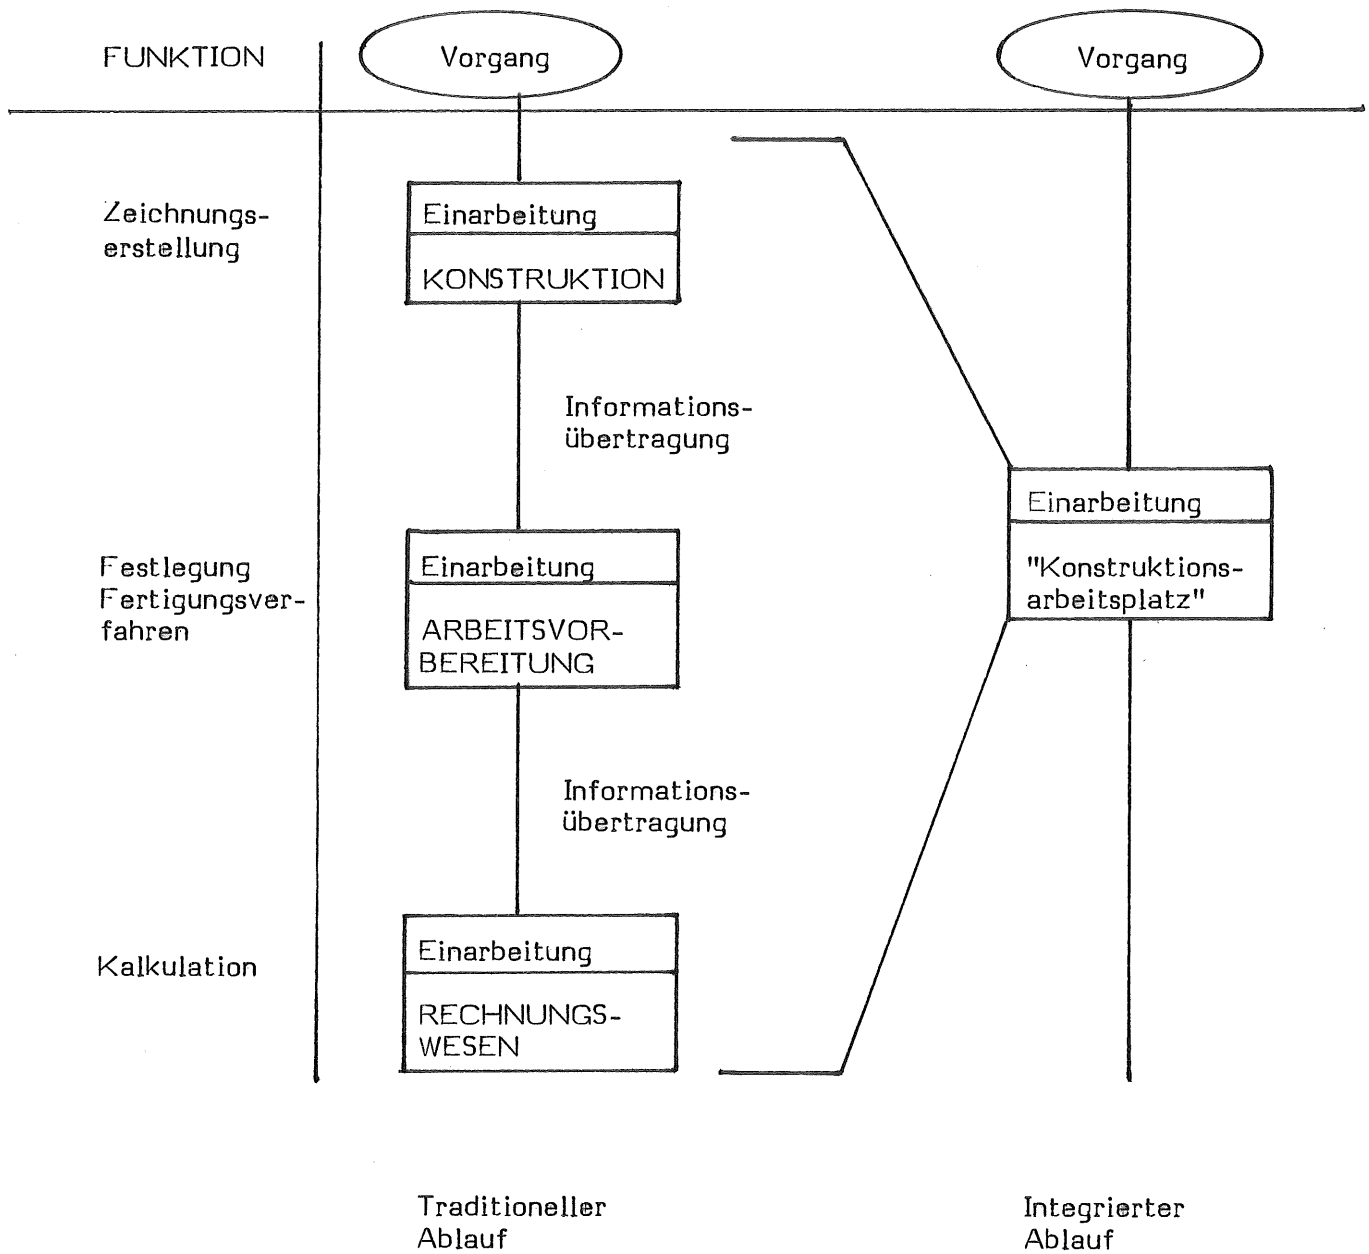 FUNKTION
Vorgang
Vorgang
Zeichnungs-
erstellung
Einarbeitung
KONSTRUKTION
Informations-
übertragung
Einarbeitung
"Konstruktions-
arbeitsplatz"
Festlegung
Fertigungsver-
fahren
Einarbeitung
ARBEITSVOR-
BEREITUNG
Informations-
übertragung
Kalkulation
Einarbeitung
RECHNUNGS-
WESEN
Traditioneller
Ablauf
Integrierter
Ablauf